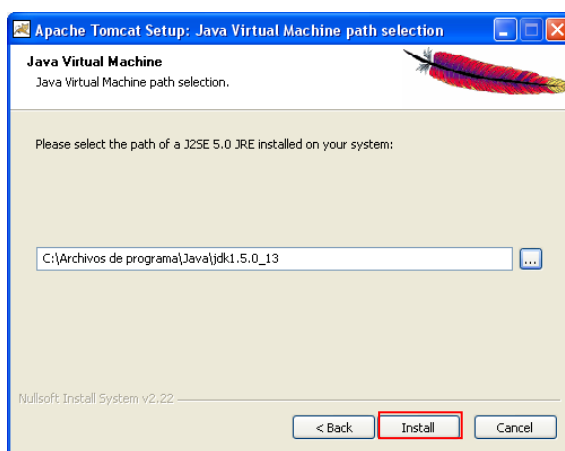 Apache Tomcat Setup: Java Virtual Machine path selection
Java Virtual Machine
Java Virtual Machine path selection.
Please select the path of a J2SE 5.0 JRE installed on your system:
C:\Archivos de programa\Java\jdk1.5.0_13
...
Nullsoft Install System v2.22
< Back Install Cancel